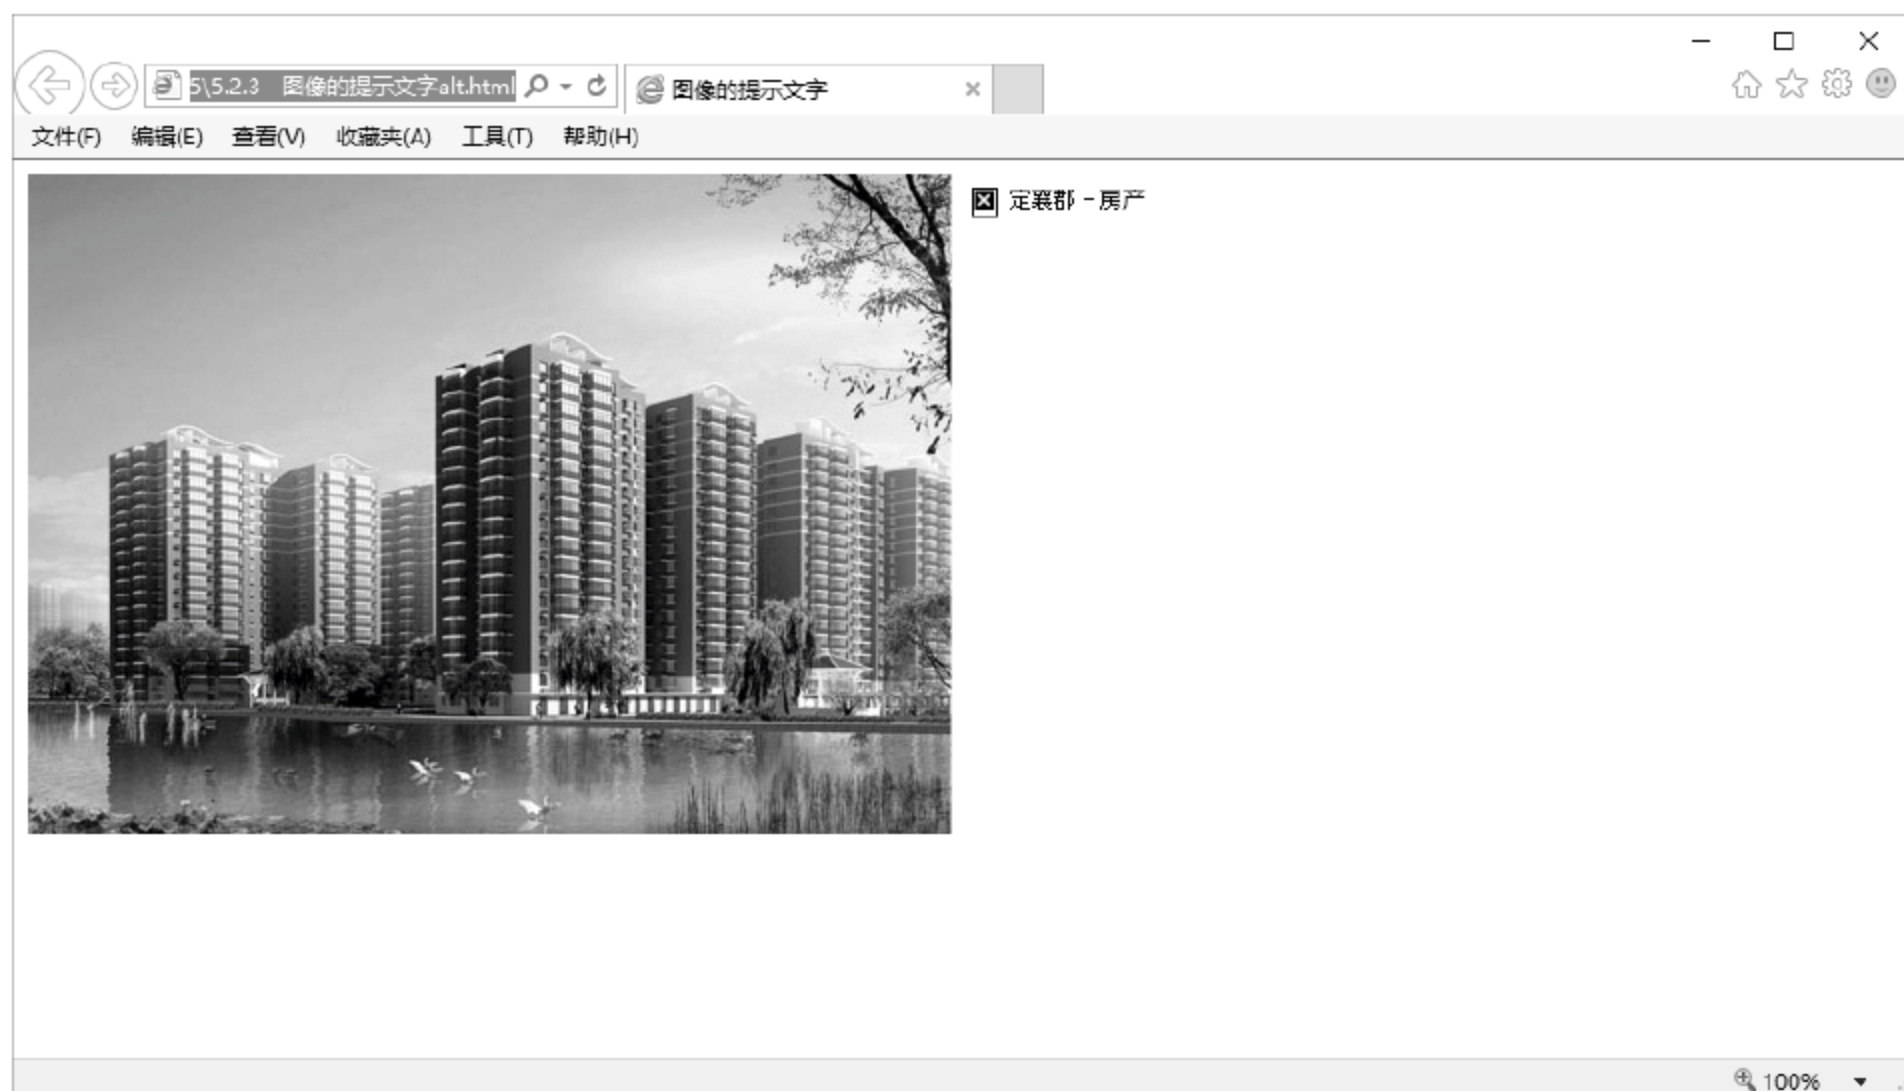 5\5.2.3 图像的提示文字alt.html
图像的提示文字
文件(F) 编辑(E) 查看(V) 收藏夹(A) 工具(T) 帮助(H)
定襄郡 - 房产
100%